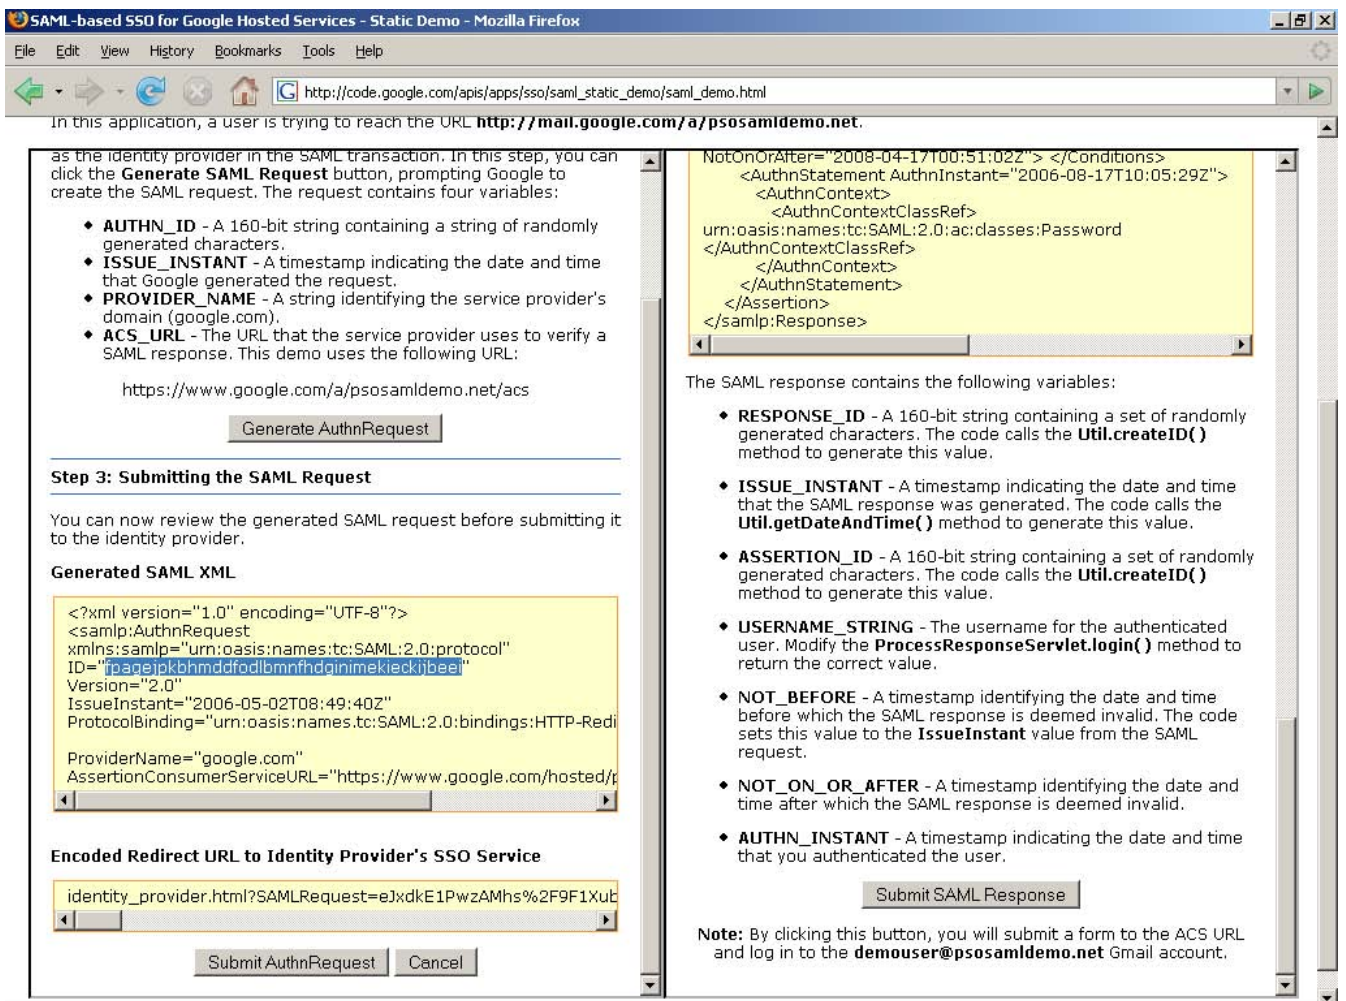 SAML-based SSO for Google Hosted Services - Static Demo - Mozilla Firefox
File Edit View History Bookmarks Tools Help
http://code.google.com/apis/apps/sso/saml_static_demo/saml_demo.html
In this application, a user is trying to reach the URL http://mail.google.com/a/psosamldemo.net.
as the identity provider in the SAML transaction. In this step, you can
click the Generate SAML Request button, prompting Google to
create the SAML request. The request contains four variables:
AUTHN_ID - A 160-bit string containing a string of randomly
generated characters.
ISSUE_INSTANT - A timestamp indicating the date and time
that Google generated the request.
PROVIDER_NAME - A string identifying the service provider's
domain (google.com).
ACS_URL - The URL that the service provider uses to verify a
SAML response. This demo uses the following URL:
https://www.google.com/a/psosamldemo.net/acs
Generate AuthnRequest
Step 3: Submitting the SAML Request
You can now review the generated SAML request before submitting it
to the identity provider.
Generated SAML XML
<?xml version="1.0" encoding="UTF-8"?>
<samlp:AuthnRequest
xmlns:samlp="urn:oasis:names:tc:SAML:2.0:protocol"
ID="fpagejpkbhmddfodlbmnfhdginimekieckijbeei"
Version="2.0"
IssueInstant="2006-05-02T08:49:40Z"
ProtocolBinding="urn:oasis:names.tc:SAML:2.0:bindings:HTTP-Redi
ProviderName="google.com"
AssertionConsumerServiceURL="https://www.google.com/hosted/p
Encoded Redirect URL to Identity Provider's SSO Service
identity_provider.html?SAMLRequest=eJxdkE1PwzAMhs%2F9F1Xub
Submit AuthnRequest Cancel
NotOnOrAfter="2008-04-17T00:51:02Z"> </Conditions>
<AuthnStatement AuthnInstant="2006-08-17T10:05:29Z">
<AuthnContext>
<AuthnContextClassRef>
urn:oasis:names:tc:SAML:2.0:ac:classes:Password
</AuthnContextClassRef>
</AuthnContext>
</AuthnStatement>
</Assertion>
</samlp:Response>
The SAML response contains the following variables:
RESPONSE_ID - A 160-bit string containing a set of randomly
generated characters. The code calls the Util.createID( )
method to generate this value.
ISSUE_INSTANT - A timestamp indicating the date and time
that the SAML response was generated. The code calls the
Util.getDateAndTime( ) method to generate this value.
ASSERTION_ID - A 160-bit string containing a set of randomly
generated characters. The code calls the Util.createID( )
method to generate this value.
USERNAME_STRING - The username for the authenticated
user. Modify the ProcessResponseServlet.login( ) method to
return the correct value.
NOT_BEFORE - A timestamp identifying the date and time
before which the SAML response is deemed invalid. The code
sets this value to the IssueInstant value from the SAML
request.
NOT_ON_OR_AFTER - A timestamp identifying the date and
time after which the SAML response is deemed invalid.
AUTHN_INSTANT - A timestamp indicating the date and time
that you authenticated the user.
Submit SAML Response
Note: By clicking this button, you will submit a form to the ACS URL
and log in to the demouser@psosamldemo.net Gmail account.